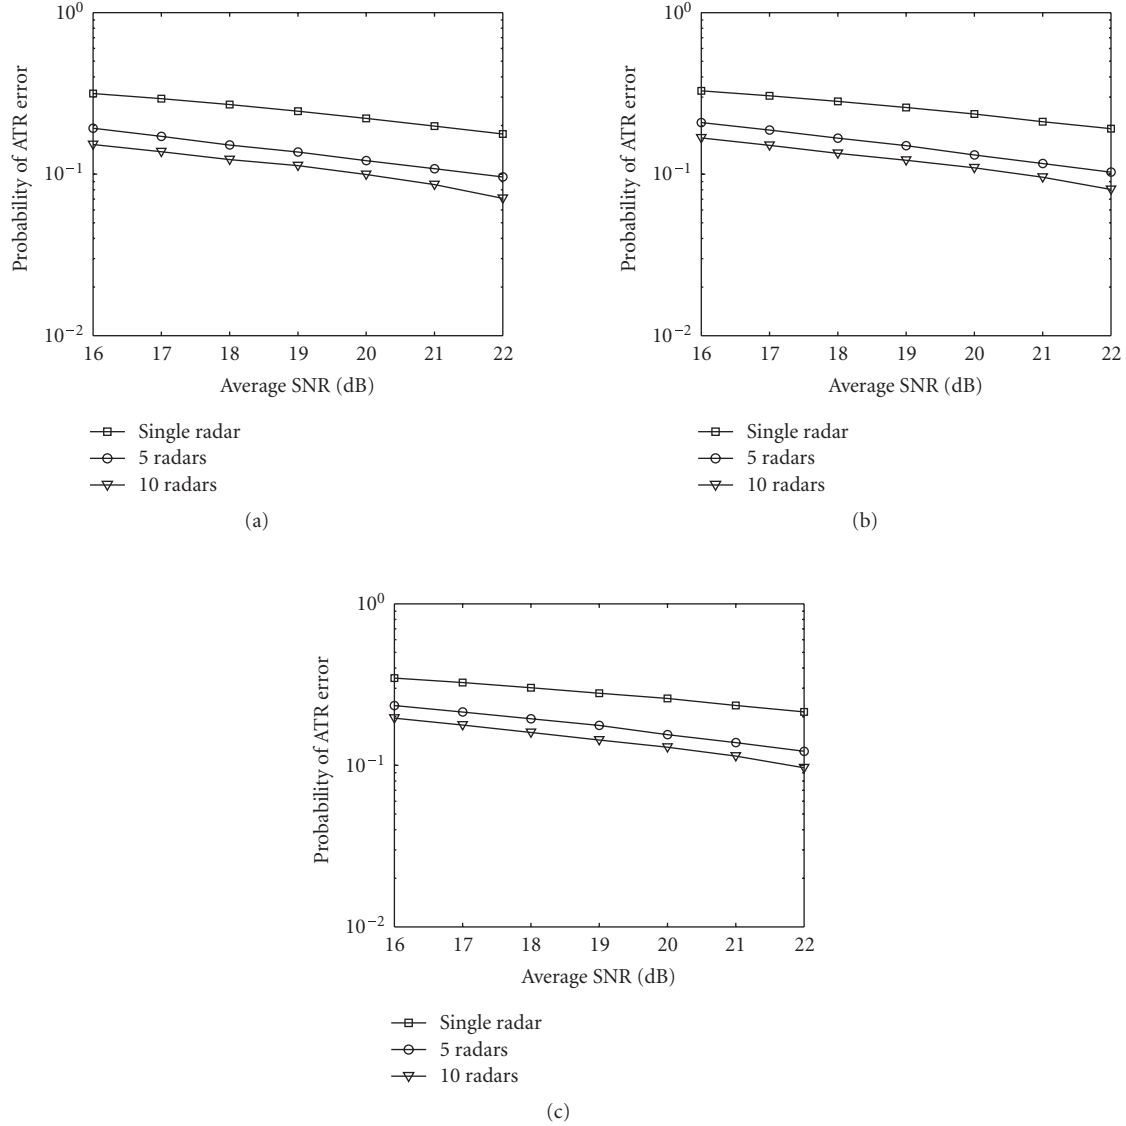 10^0
10^−1
10^−2
Probability of ATR error
16 17 18 19 20 21 22
Average SNR (dB)
Single radar
5 radars
10 radars
(a)
10^0
10^−1
10^−2
Probability of ATR error
16 17 18 19 20 21 22
Average SNR (dB)
Single radar
5 radars
10 radars
(b)
10^0
10^−1
10^−2
Probability of ATR error
16 17 18 19 20 21 22
Average SNR (dB)
Single radar
5 radars
10 radars
(c)